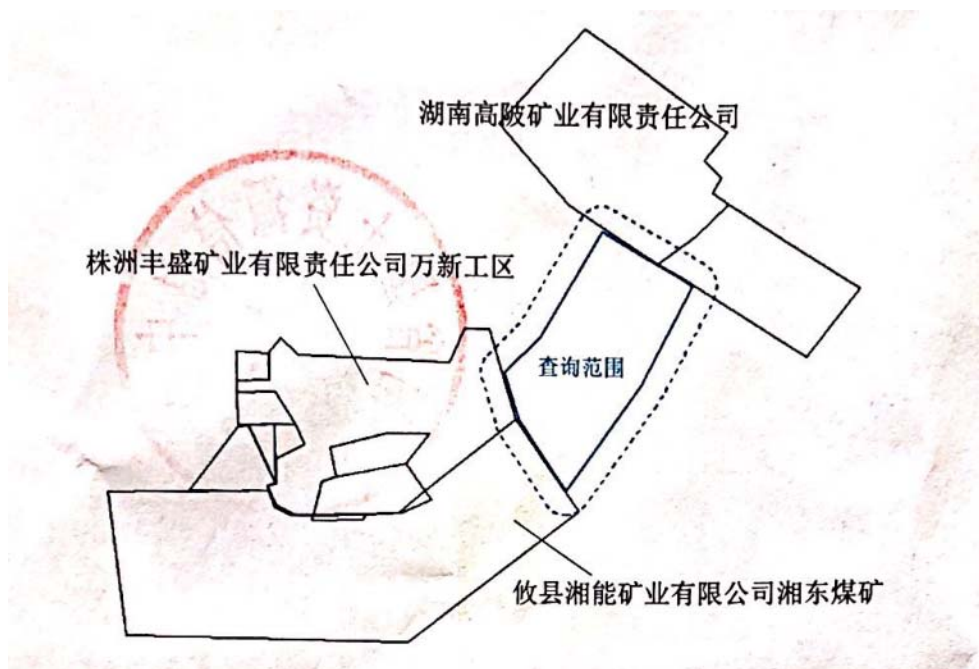 湖南高陂矿业有限责任公司
株洲丰盛矿业有限责任公司万新工区
查询范围
攸县湘能矿业有限公司湘东煤矿